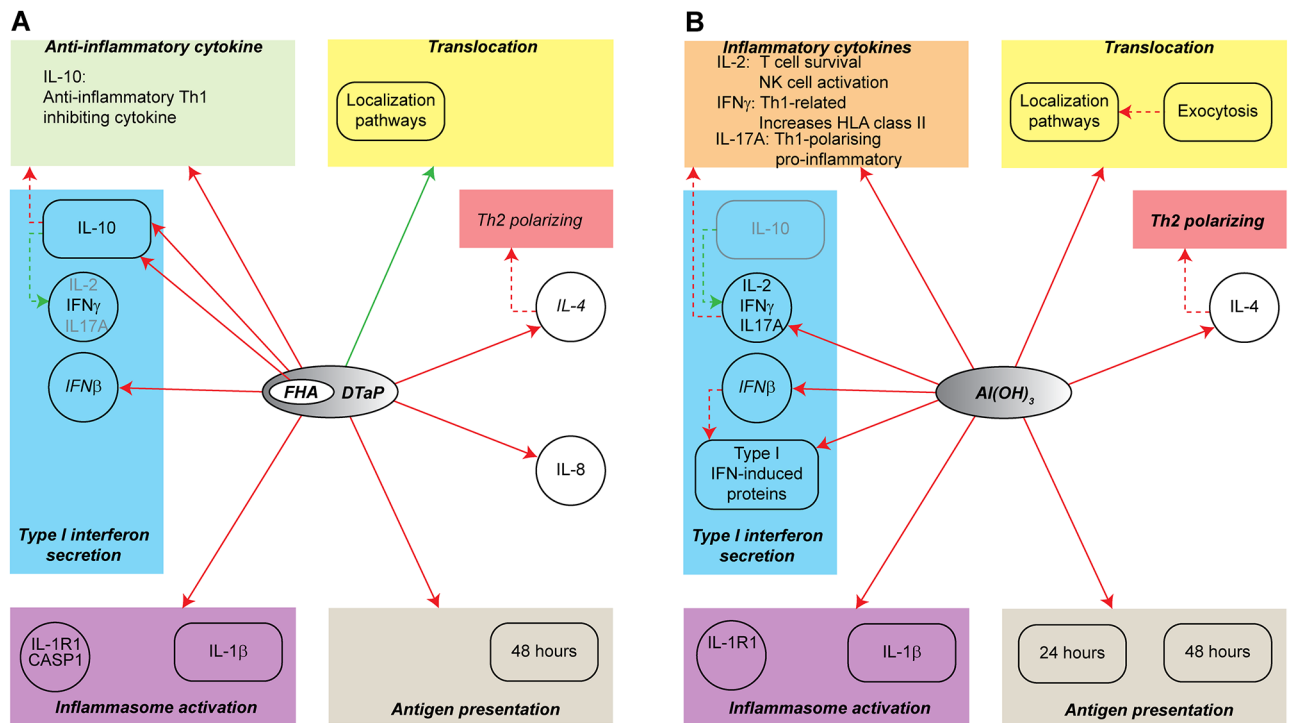 A
Anti-inflammatory cytokine
IL-10:
Anti-inflammatory Th1
inhibiting cytokine
Translocation
Localization
pathways
IL-10
IL-2
IFNγ
IL17A
IFNβ
Type I interferon
secretion
Th2 polarizing
IL-4
FHA
DTaP
IL-8
IL-1R1
CASP1
IL-1β
Inflammasome activation
48 hours
Antigen presentation
B
Inflammatory cytokines
IL-2: T cell survival
NK cell activation
IFNγ: Th1-related
Increases HLA class II
IL-17A: Th1-polarising
pro-inflammatory
Translocation
Localization
pathways
Exocytosis
IL-10
IL-2
IFNγ
IL17A
IFNβ
Type I
IFN-induced
proteins
Type I interferon
secretion
Th2 polarizing
IL-4
Al(OH)₃
IL-1R1
IL-1β
Inflammasome activation
24 hours
48 hours
Antigen presentation